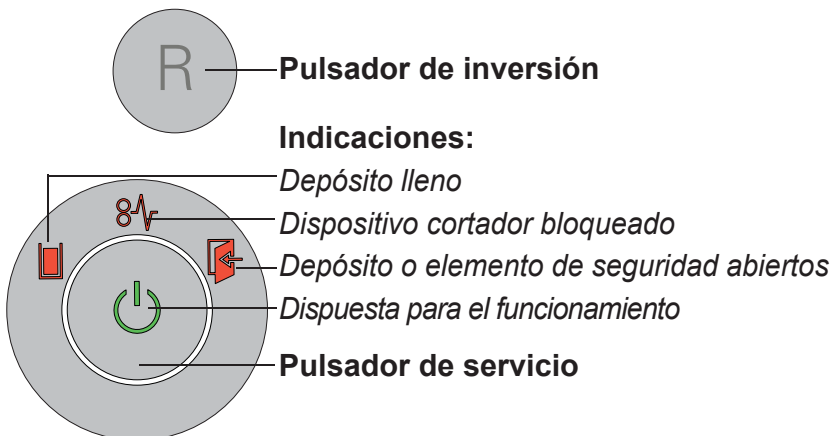 R
Pulsador de inversión
Indicaciones:
Depósito lleno
Dispositivo cortador bloqueado
Depósito o elemento de seguridad abiertos
Dispuesta para el funcionamiento
Pulsador de servicio